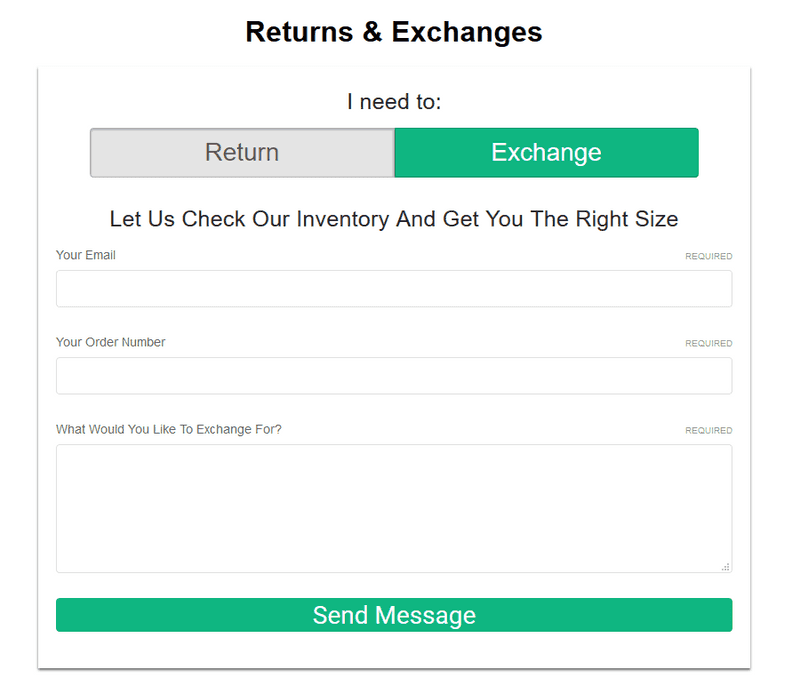 Returns & Exchanges
I need to:
Return
Exchange
Let Us Check Our Inventory And Get You The Right Size
Your Email
REQUIRED
Your Order Number
REQUIRED
What Would You Like To Exchange For?
REQUIRED
Send Message